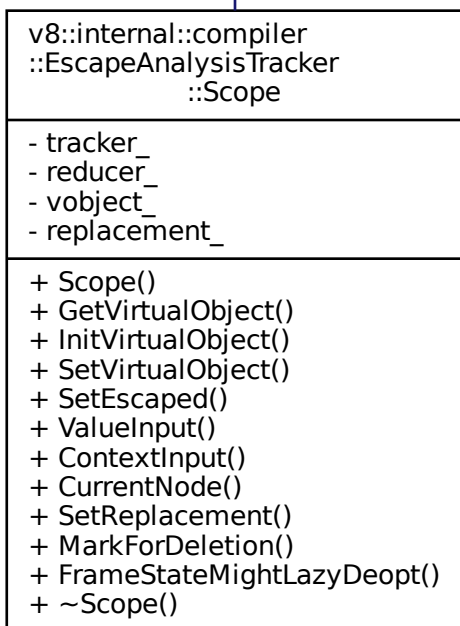 v8::internal::compiler
::EscapeAnalysisTracker
::Scope
- tracker_
- reducer_
- vobject_
- replacement_
+ Scope()
+ GetVirtualObject()
+ InitVirtualObject()
+ SetVirtualObject()
+ SetEscaped()
+ ValueInput()
+ ContextInput()
+ CurrentNode()
+ SetReplacement()
+ MarkForDeletion()
+ FrameStateMightLazyDeopt()
+ ~Scope()